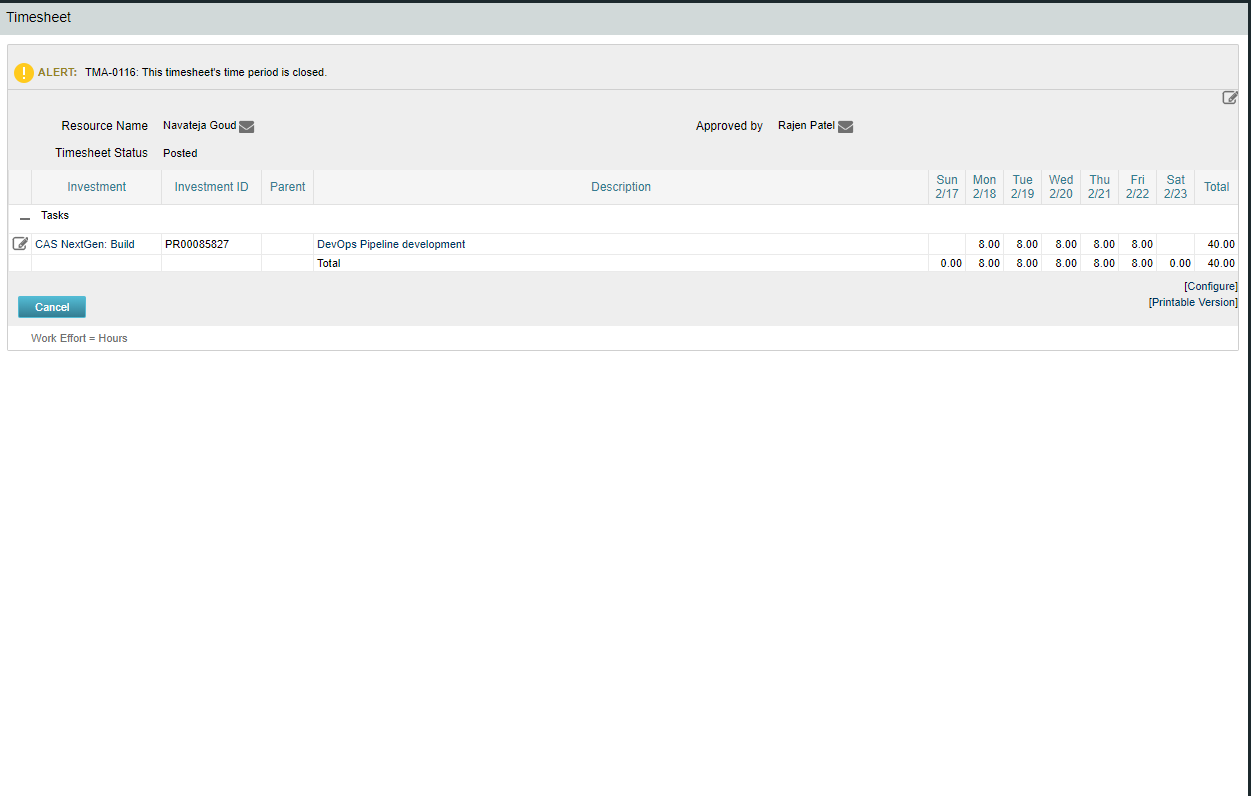 Timesheet
ALERT: TMA-0116: This timesheet's time period is closed.
Resource Name Navateja Goud Approved by Rajen Patel
Timesheet Status Posted
Investment Investment ID Parent Description Sun 2/17 Mon 2/18 Tue 2/19 Wed 2/20 Thu 2/21 Fri 2/22 Sat 2/23 Total
Tasks
CAS NextGen: Build PR00085827 DevOps Pipeline development 8.00 8.00 8.00 8.00 8.00 40.00
Total 0.00 8.00 8.00 8.00 8.00 8.00 0.00 40.00
[Configure]
Cancel [Printable Version]
Work Effort = Hours